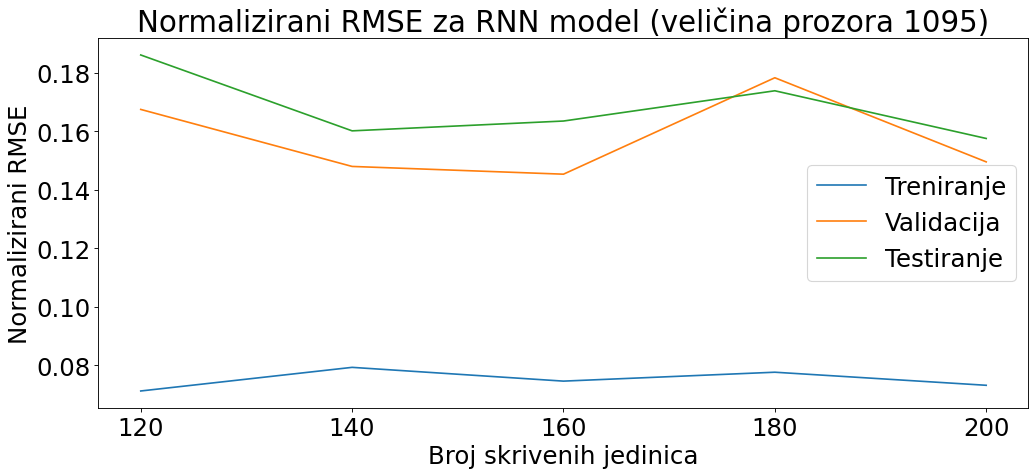 Normalizirani RMSE za RNN model (veličina prozora 1095)
Normalizirani RMSE
0.18
0.16
0.14
0.12
0.10
0.08
Treniranje
Validacija
Testiranje
120 140 160 180 200
Broj skrivenih jedinica